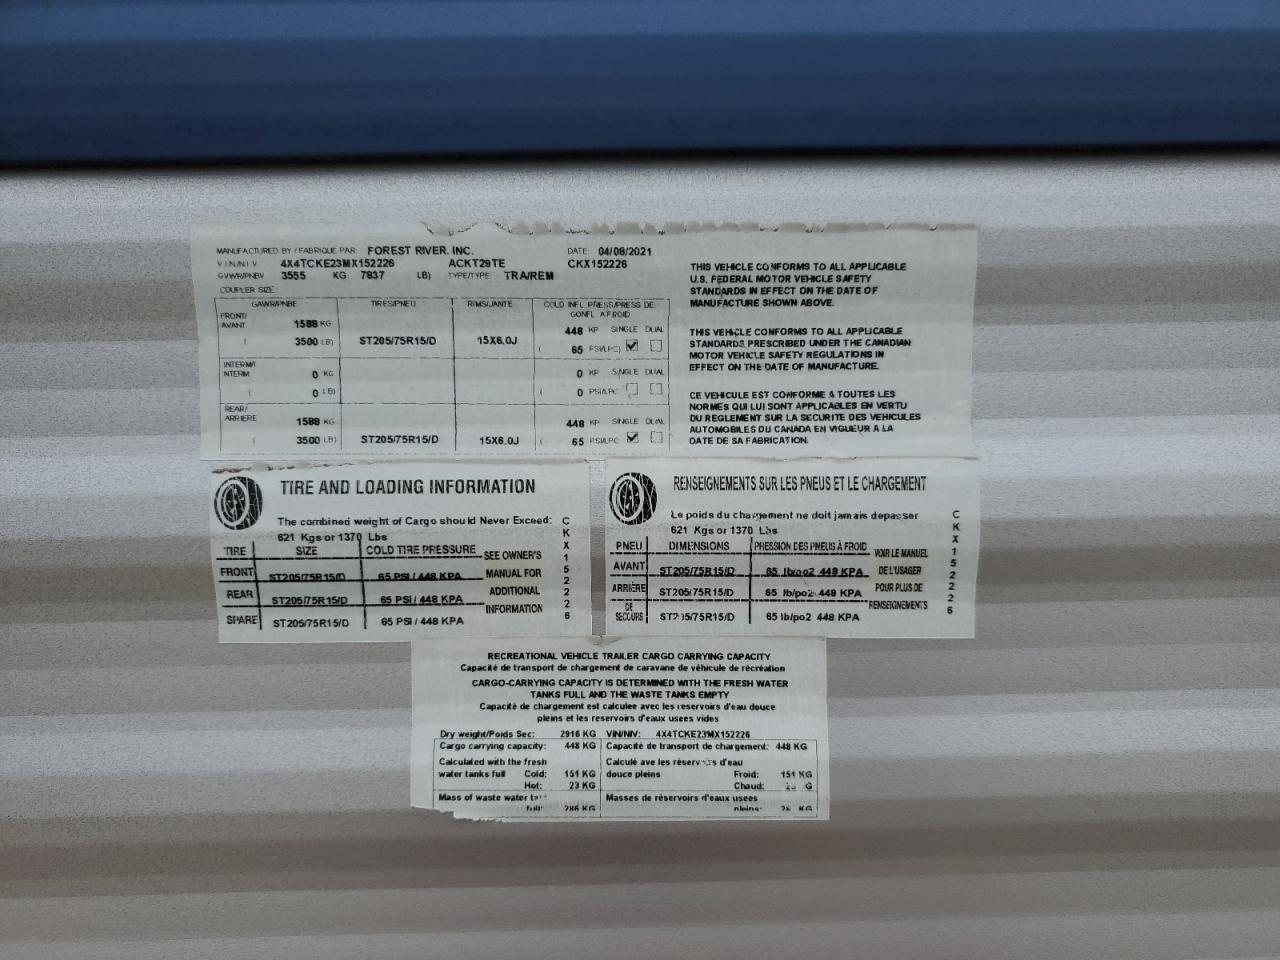 MANUFACTURED BY / FABRIQUE PAR: FOREST RIVER, INC. DATE: 04/08/2021
V I N/N I V 4X4TCKE23MX152226 ACKT29TE CKX152226
GVWR/PNBV 3555 KG 7837 LB) TYPE/TYPE TRA/REM
COUPLER SIZE
GAWR/PNBE TIRES/PNEU RIMS/JANTE COLD INFL PRESS/PRESS DE GONFL A FROID
FRONT/ AVANT 1588 KG 448 KP SINGLE DUAL
( 3500 LB) ST205/75R15/D 15X6.0J ( 65 PSI/LPC)
INTERM/ INTERM 0 KG 0 KP SINGLE DUAL
( 0 LB) ( 0 PSI/LPC
REAR/ ARRIERE 1588 KG 448 KP SINGLE DUAL
( 3500 LB) ST205/75R15/D 15X6.0J ( 65 PSI/LPC
THIS VEHICLE CONFORMS TO ALL APPLICABLE
U.S. FEDERAL MOTOR VEHICLE SAFETY
STANDARDS IN EFFECT ON THE DATE OF
MANUFACTURE SHOWN ABOVE.
THIS VEHICLE CONFORMS TO ALL APPLICABLE
STANDARDS PRESCRIBED UNDER THE CANADIAN
MOTOR VEHICLE SAFETY REGULATIONS IN
EFFECT ON THE DATE OF MANUFACTURE.
CE VEHICULE EST CONFORME A TOUTES LES
NORMES QUI LUI SONT APPLICABLES EN VERTU
DU REGLEMENT SUR LA SECURITE DES VEHICULES
AUTOMOBILES DU CANADA EN VIGUEUR A LA
DATE DE SA FABRICATION.
TIRE AND LOADING INFORMATION
The combined weight of Cargo should Never Exceed:
621 Kgs or 1370 Lbs
TIRE SIZE COLD TIRE PRESSURE
FRONT ST205/75R15/D 65 PSI / 448 KPA
REAR ST205/75R15/D 65 PSI / 448 KPA
SPARE ST205/75R15/D 65 PSI / 448 KPA
SEE OWNER'S
MANUAL FOR
ADDITIONAL
INFORMATION
CKX152226
RENSEIGNEMENTS SUR LES PNEUS ET LE CHARGEMENT
Le poids du chargement ne doit jamais depasser
621 Kgs or 1370 Lbs
PNEU DIMENSIONS PRESSION DES PNEUS À FROID
AVANT ST205/75R15/D 65 lb/po2 448 KPA
ARRIÈRE ST205/75R15/D 65 lb/po2 448 KPA
DE SECOURS ST205/75R15/D 65 lb/po2 448 KPA
VOIR LE MANUEL
DE L'USAGER
POUR PLUS DE
RENSEIGNEMENTS
CKX152226
RECREATIONAL VEHICLE TRAILER CARGO CARRYING CAPACITY
Capacité de transport de chargement de caravane de véhicule de récréation
CARGO-CARRYING CAPACITY IS DETERMINED WITH THE FRESH WATER
TANKS FULL AND THE WASTE TANKS EMPTY
Capacité de chargement est calculee avec les reservoirs d'eau douce
pleins et les reservoirs d'eaux usees vides
Dry weight/Poids Sec: 2916 KG VIN/NIV: 4X4TCKE23MX152226
Cargo carrying capacity: 448 KG Capacité de transport de chargement: 448 KG
Calculated with the fresh Calculé ave les réservoirs d'eau
water tanks full Cold: 151 KG douce pleins Froid: 151 KG
Hot: 23 KG Chaud: KG
Mass of waste water Masses de réservoirs d'eaux usees
full: 286 KG pleins: KG